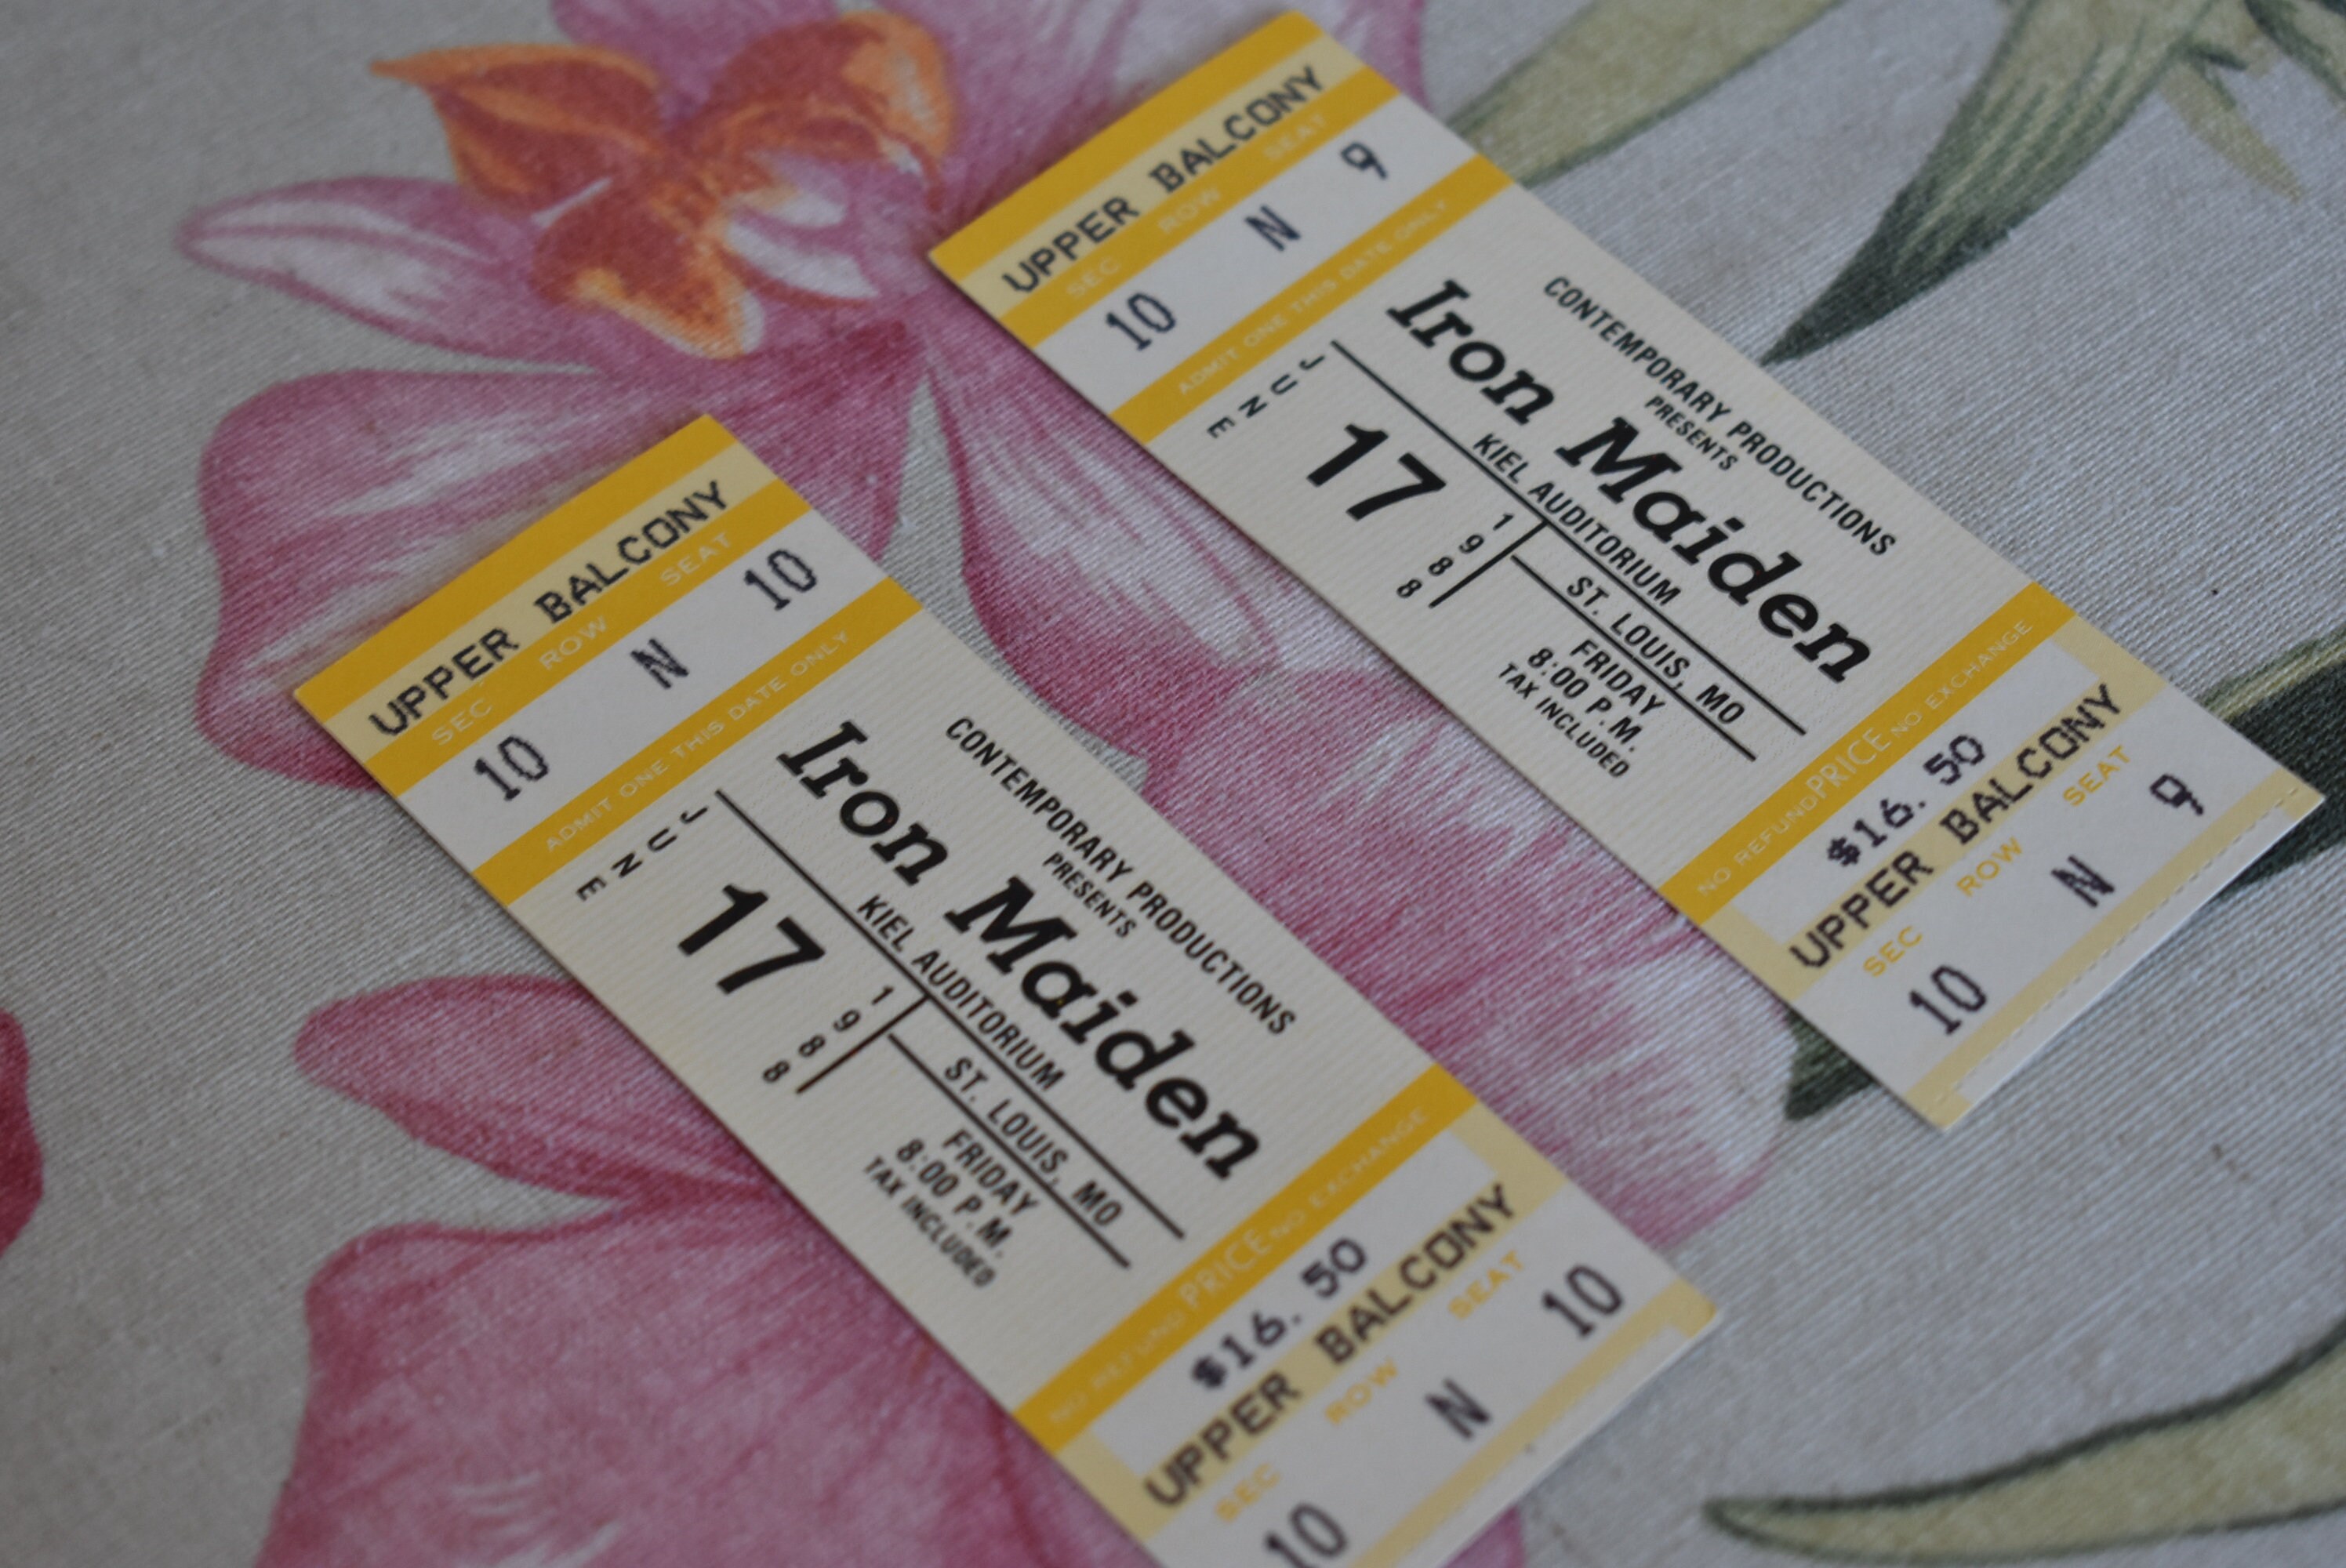 UPPER BALCONY
SEC ROW SEAT
10 N 10
ADMIT ONE THIS DATE ONLY
CONTEMPORARY PRODUCTIONS
PRESENTS
Iron Maiden
KIEL AUDITORIUM
JUNE
17
1988
ST. LOUIS, MO
FRIDAY
8:00 P.M.
TAX INCLUDED
NO REFUND PRICE NO EXCHANGE
$16.50
UPPER BALCONY
SEC ROW SEAT
10 N 10
UPPER BALCONY
SEC ROW SEAT
10 N 9
ADMIT ONE THIS DATE ONLY
CONTEMPORARY PRODUCTIONS
PRESENTS
Iron Maiden
KIEL AUDITORIUM
JUNE
17
1988
ST. LOUIS, MO
FRIDAY
8:00 P.M.
TAX INCLUDED
NO REFUND PRICE NO EXCHANGE
$16.50
UPPER BALCONY
SEC ROW SEAT
10 N 9